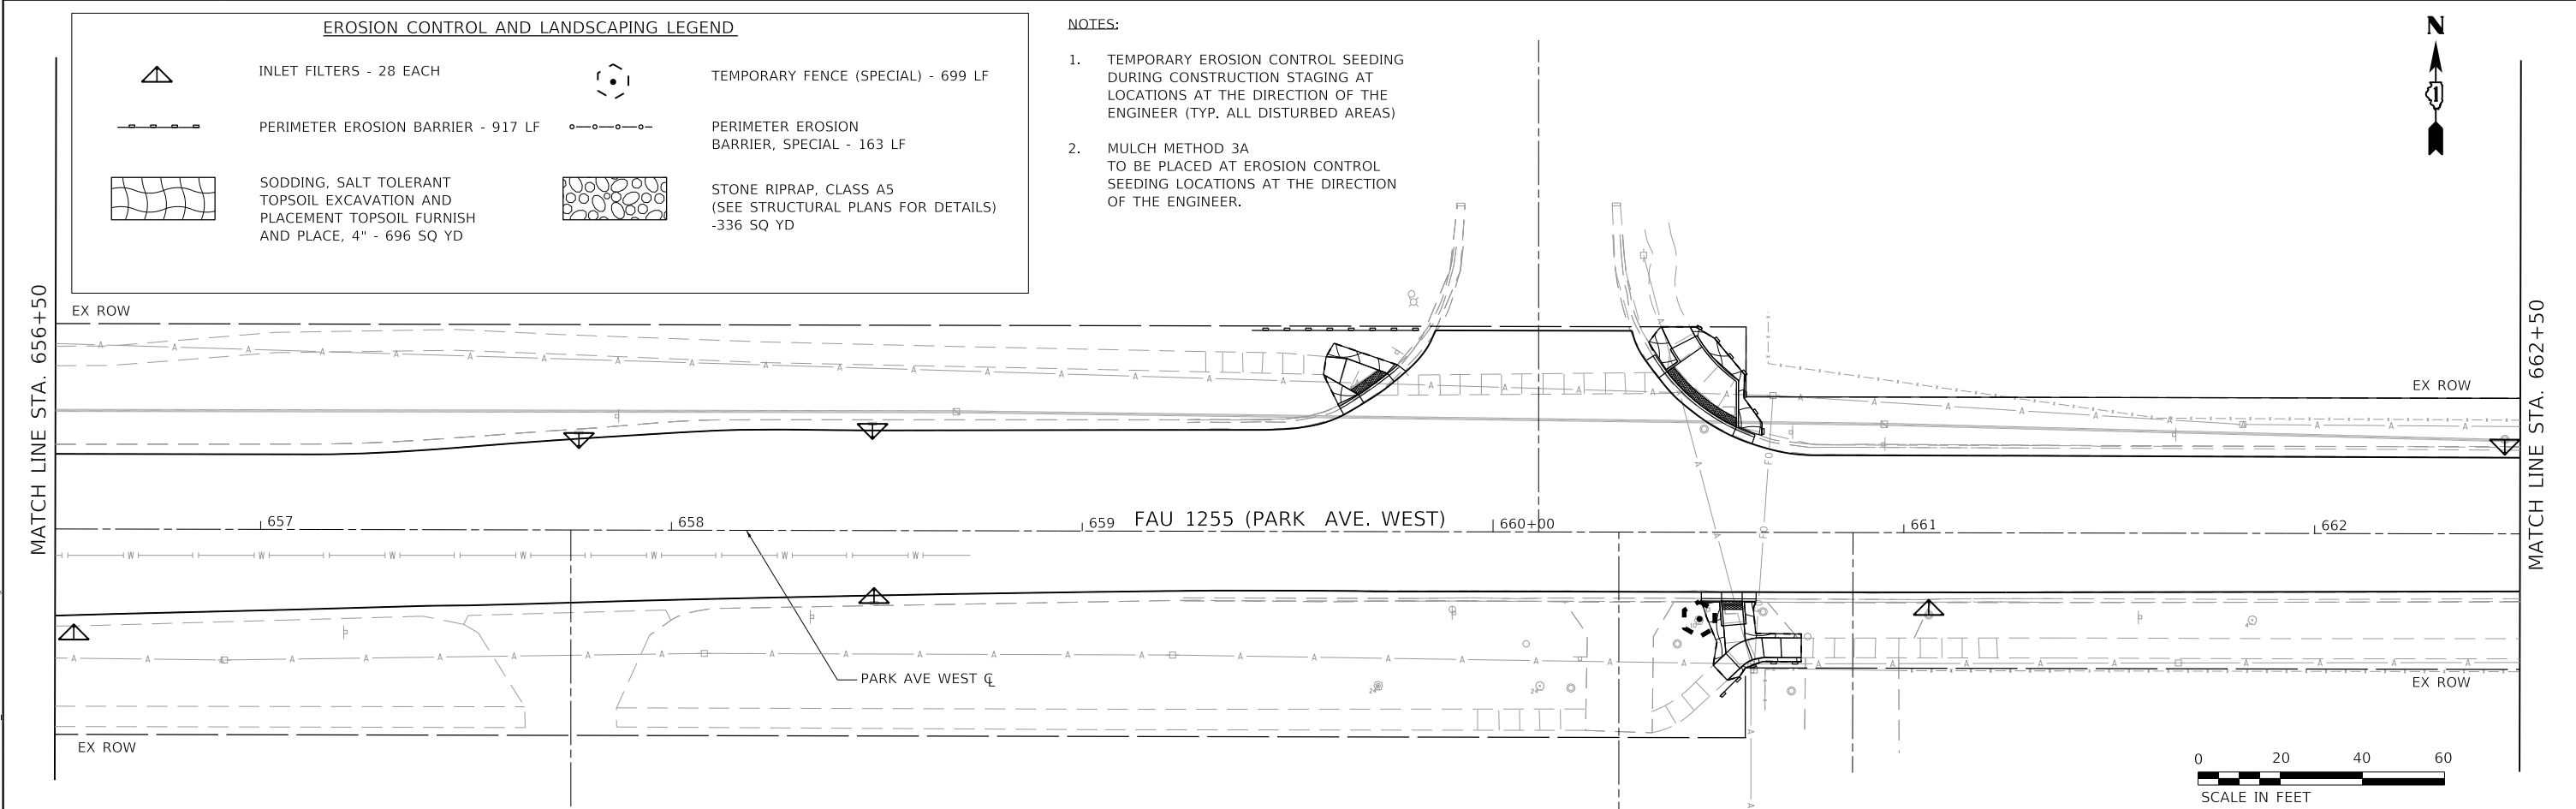 EROSION CONTROL AND LANDSCAPING LEGEND
INLET FILTERS - 28 EACH
TEMPORARY FENCE (SPECIAL) - 699 LF
PERIMETER EROSION BARRIER - 917 LF
PERIMETER EROSION
BARRIER, SPECIAL - 163 LF
SODDING, SALT TOLERANT
TOPSOIL EXCAVATION AND
PLACEMENT TOPSOIL FURNISH
AND PLACE, 4" - 696 SQ YD
STONE RIPRAP, CLASS A5
(SEE STRUCTURAL PLANS FOR DETAILS)
-336 SQ YD
NOTES:
1. TEMPORARY EROSION CONTROL SEEDING
DURING CONSTRUCTION STAGING AT
LOCATIONS AT THE DIRECTION OF THE
ENGINEER (TYP. ALL DISTURBED AREAS)
2. MULCH METHOD 3A
TO BE PLACED AT EROSION CONTROL
SEEDING LOCATIONS AT THE DIRECTION
OF THE ENGINEER.
N
MATCH LINE STA. 656+50
MATCH LINE STA. 662+50
EX ROW
EX ROW
657
658
659
FAU 1255 (PARK AVE. WEST)
660+00
661
662
PARK AVE WEST ℄
EX ROW
EX ROW
0 20 40 60
SCALE IN FEET